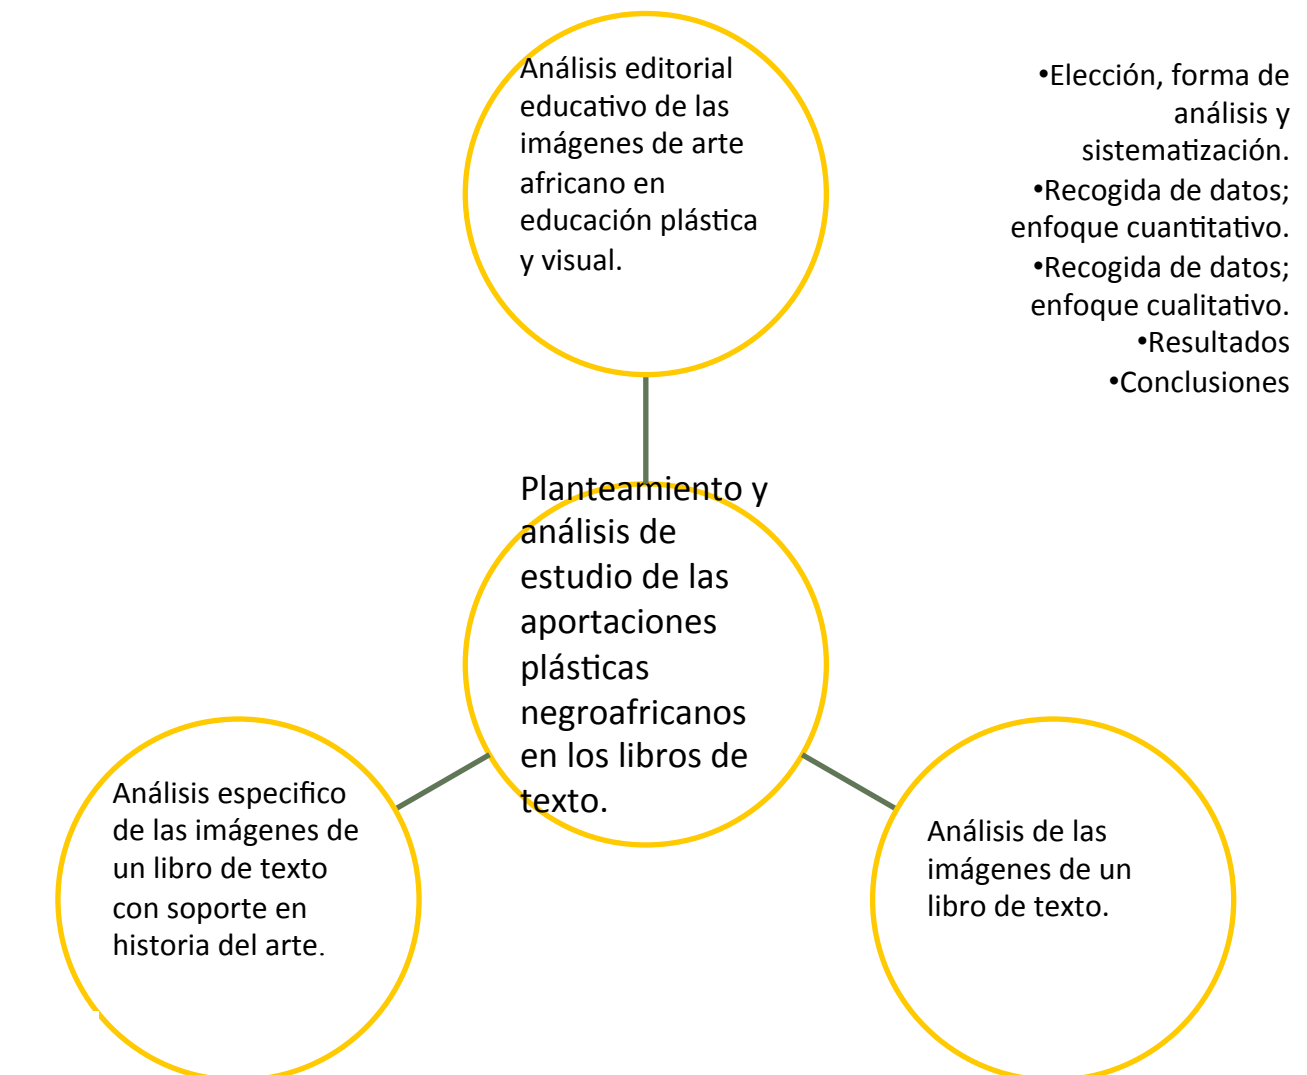 Análisis editorial
educativo de las
imágenes de arte
africano en
educación plástica
y visual.
•Elección, forma de
análisis y
sistematización.
•Recogida de datos;
enfoque cuantitativo.
•Recogida de datos;
enfoque cualitativo.
•Resultados
•Conclusiones
Planteamiento y
análisis de
estudio de las
aportaciones
plásticas
negroafricanos
en los libros de
texto.
Análisis especifico
de las imágenes de
un libro de texto
con soporte en
historia del arte.
Análisis de las
imágenes de un
libro de texto.